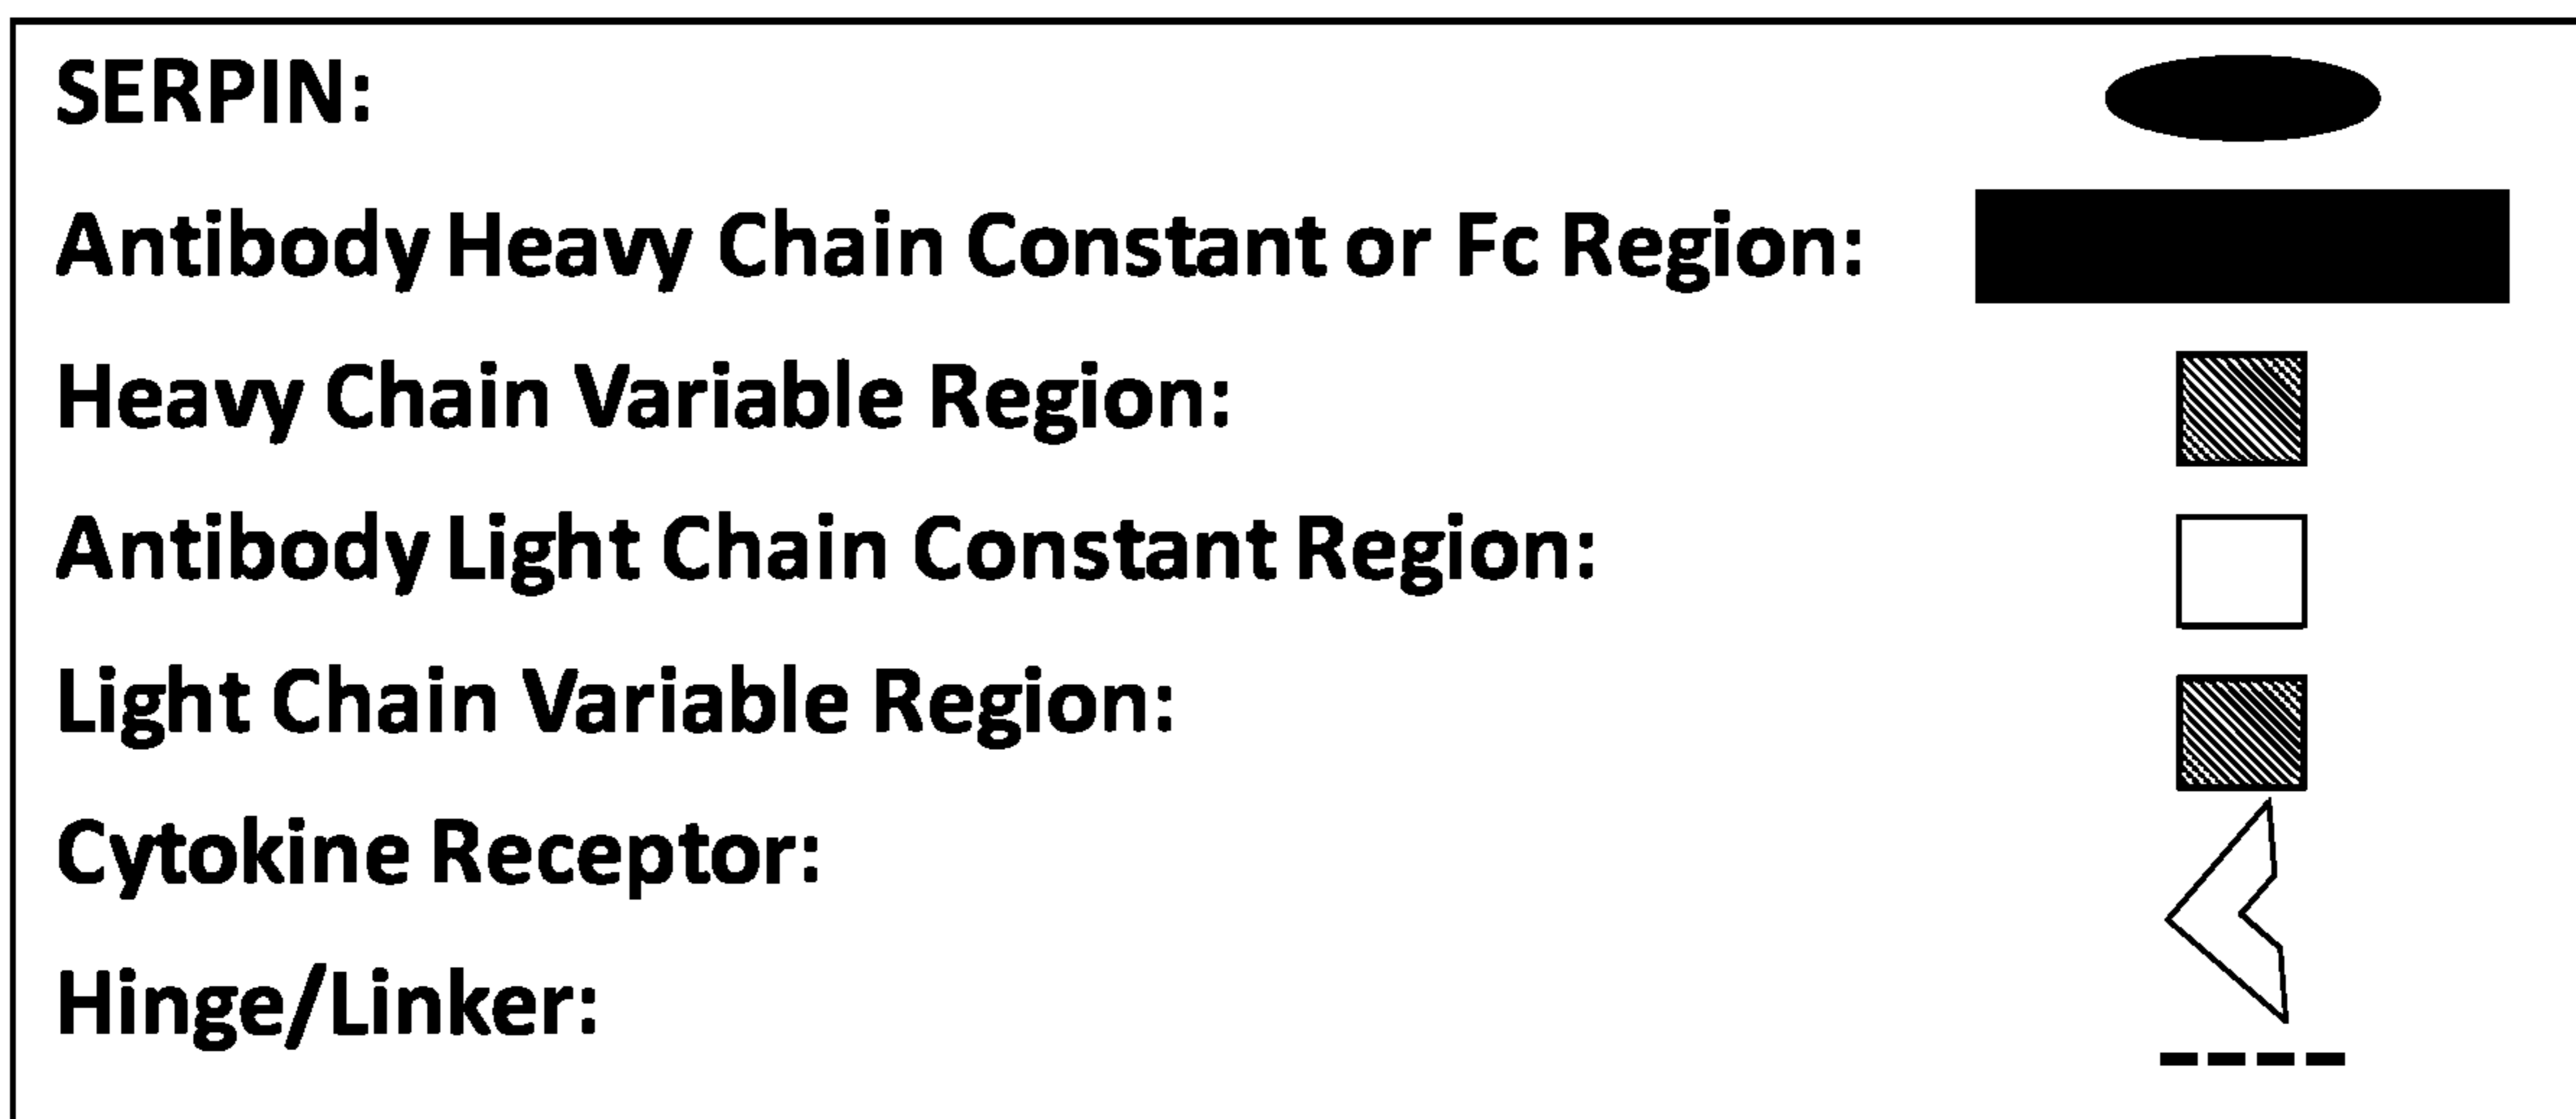 SERPIN:
Antibody Heavy Chain Constant or Fc Region:
Heavy Chain Variable Region:
Antibody Light Chain Constant Region:
Light Chain Variable Region:
Cytokine Receptor:
Hinge/Linker: